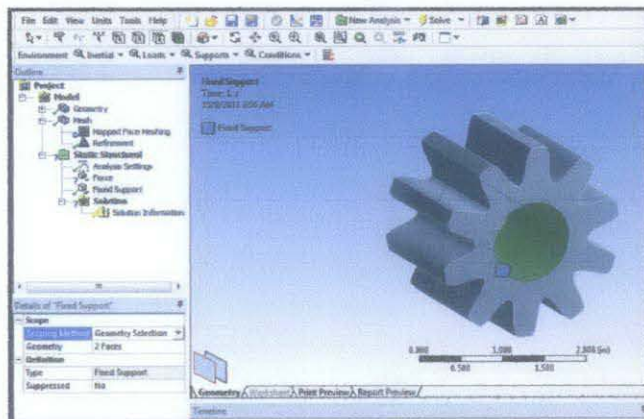 File Edit View Units Tools Help New Analysis Solve
Environment Inertial Loads Supports Conditions
Outline
Project
Model
Geometry
Mesh
Mapped Face Meshing
Refinement
Static Structural
Analysis Settings
Force
Fixed Support
Solution
Solution Information
Fixed Support
Time: 1. s
Fixed Support
0.000 1.000 2.000 (in)
0.500 1.500
Details of "Fixed Support"
Scope
Scoping Method Geometry Selection
Geometry 2 Faces
Definition
Type Fixed Support
Suppressed No
Geometry Worksheet Print Preview Report Preview
Timeline